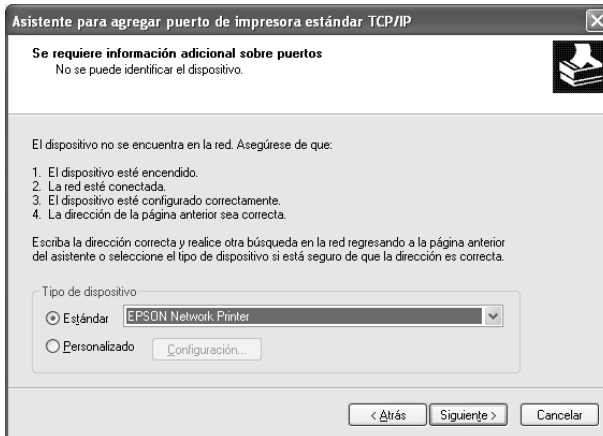 Asistente para agregar puerto de impresora estándar TCP/IP
Se requiere información adicional sobre puertos
No se puede identificar el dispositivo.
El dispositivo no se encuentra en la red. Asegúrese de que:
1. El dispositivo esté encendido.
2. La red esté conectada.
3. El dispositivo esté configurado correctamente.
4. La dirección de la página anterior sea correcta.
Escriba la dirección correcta y realice otra búsqueda en la red regresando a la página anterior
del asistente o seleccione el tipo de dispositivo si está seguro de que la dirección es correcta.
Tipo de dispositivo
Estándar EPSON Network Printer
Personalizado Configuración...
< Atrás Siguiente > Cancelar